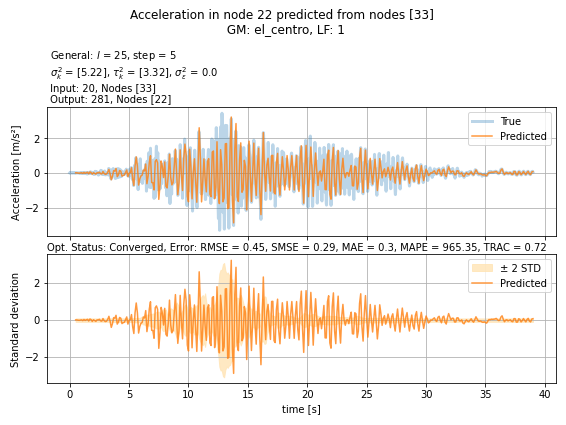 Acceleration in node 22 predicted from nodes [33]
GM: el_centro, LF: 1
General: l = 25, step = 5
σ²ₖ = [5.22], τ²ₖ = [3.32], σ²ε = 0.0
Input: 20, Nodes [33]
Output: 281, Nodes [22]
Acceleration [m/s²]
2
0
−2
True
Predicted
Opt. Status: Converged, Error: RMSE = 0.45, SMSE = 0.29, MAE = 0.3, MAPE = 965.35, TRAC = 0.72
Standard deviation
2
0
−2
± 2 STD
Predicted
0 5 10 15 20 25 30 35 40
time [s]